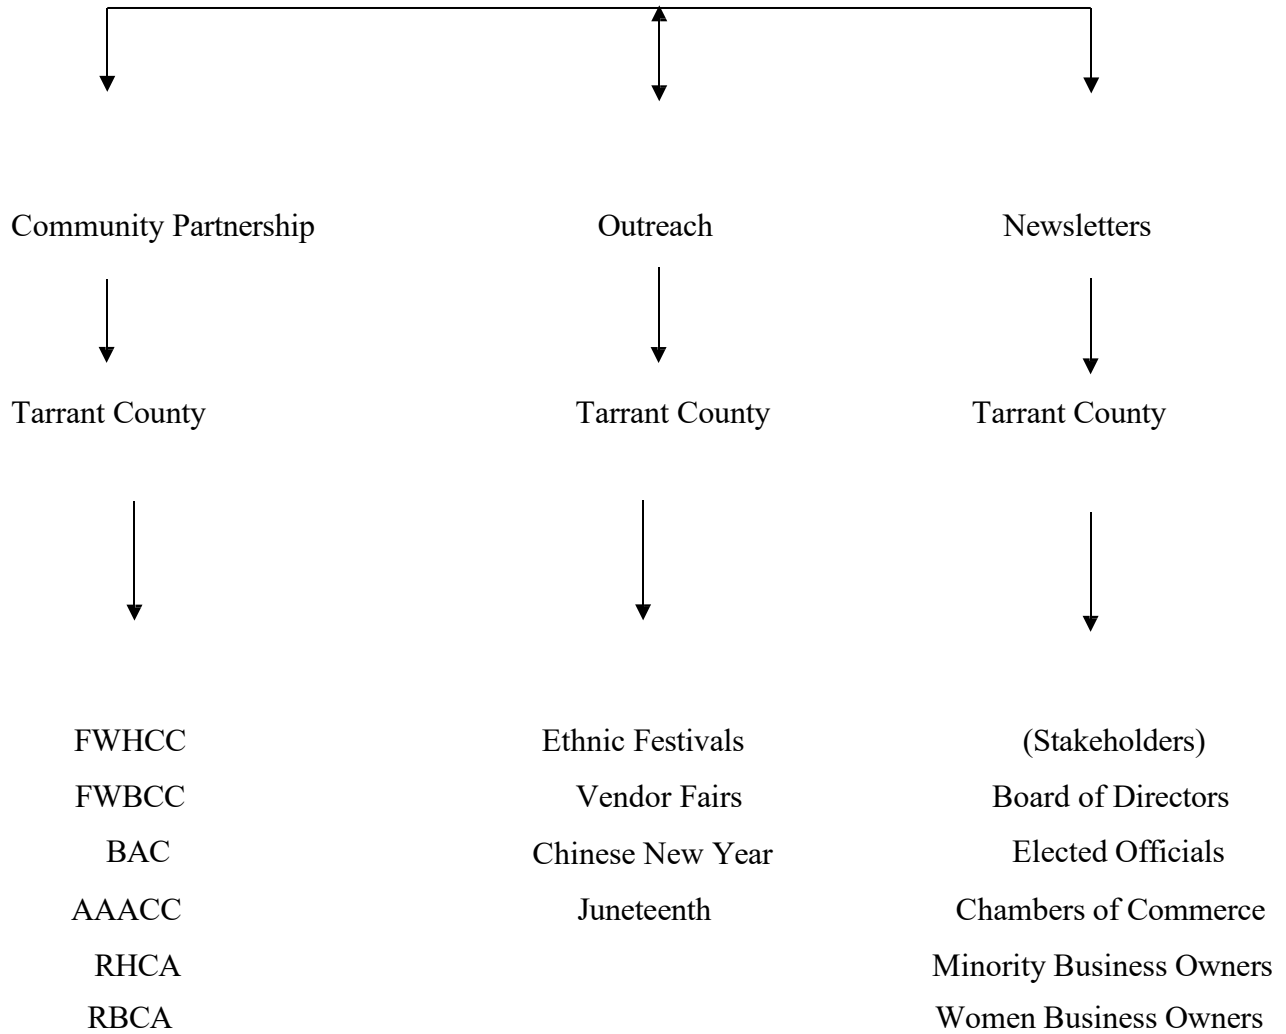 Community Partnership
Outreach
Newsletters
Tarrant County
Tarrant County
Tarrant County
FWHCC
Ethnic Festivals
(Stakeholders)
FWBCC
Vendor Fairs
Board of Directors
BAC
Chinese New Year
Elected Officials
AAACC
Juneteenth
Chambers of Commerce
RHCA
Minority Business Owners
RBCA
Women Business Owners